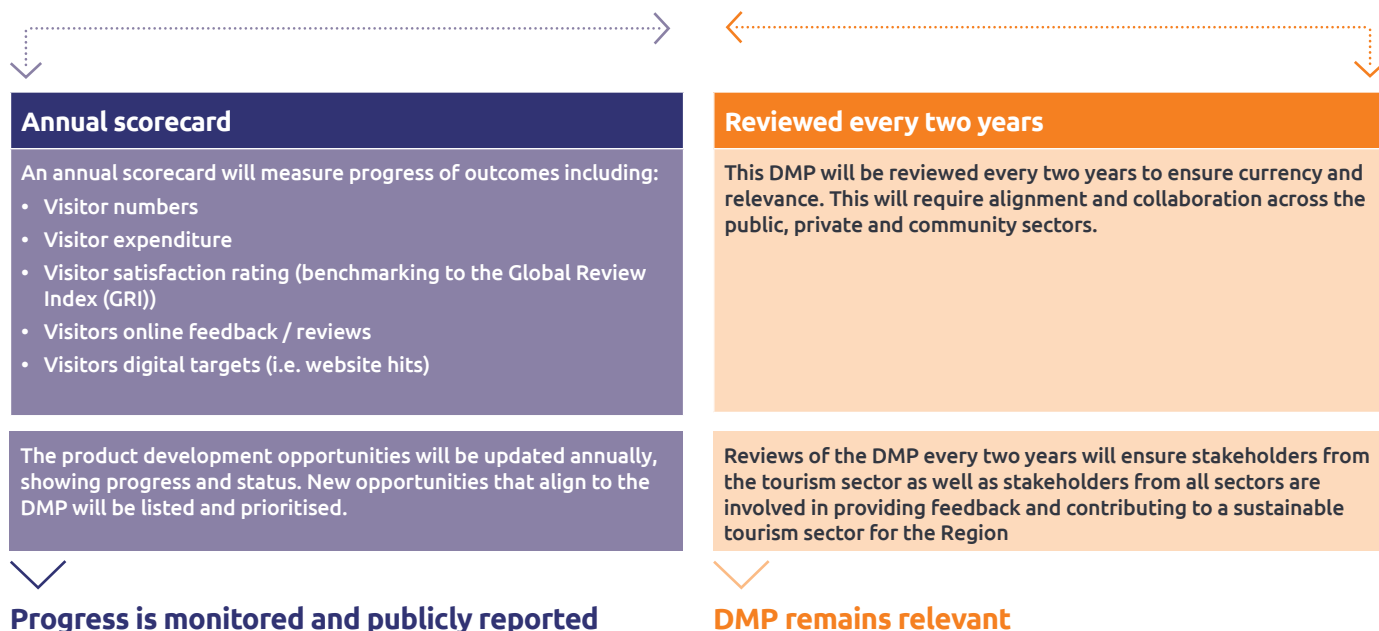 Annual scorecard
An annual scorecard will measure progress of outcomes including:
• Visitor numbers
• Visitor expenditure
• Visitor satisfaction rating (benchmarking to the Global Review
Index (GRI))
• Visitors online feedback / reviews
• Visitors digital targets (i.e. website hits)
The product development opportunities will be updated annually,
showing progress and status. New opportunities that align to the
DMP will be listed and prioritised.
Progress is monitored and publicly reported
Reviewed every two years
This DMP will be reviewed every two years to ensure currency and
relevance. This will require alignment and collaboration across the
public, private and community sectors.
Reviews of the DMP every two years will ensure stakeholders from
the tourism sector as well as stakeholders from all sectors are
involved in providing feedback and contributing to a sustainable
tourism sector for the Region
DMP remains relevant